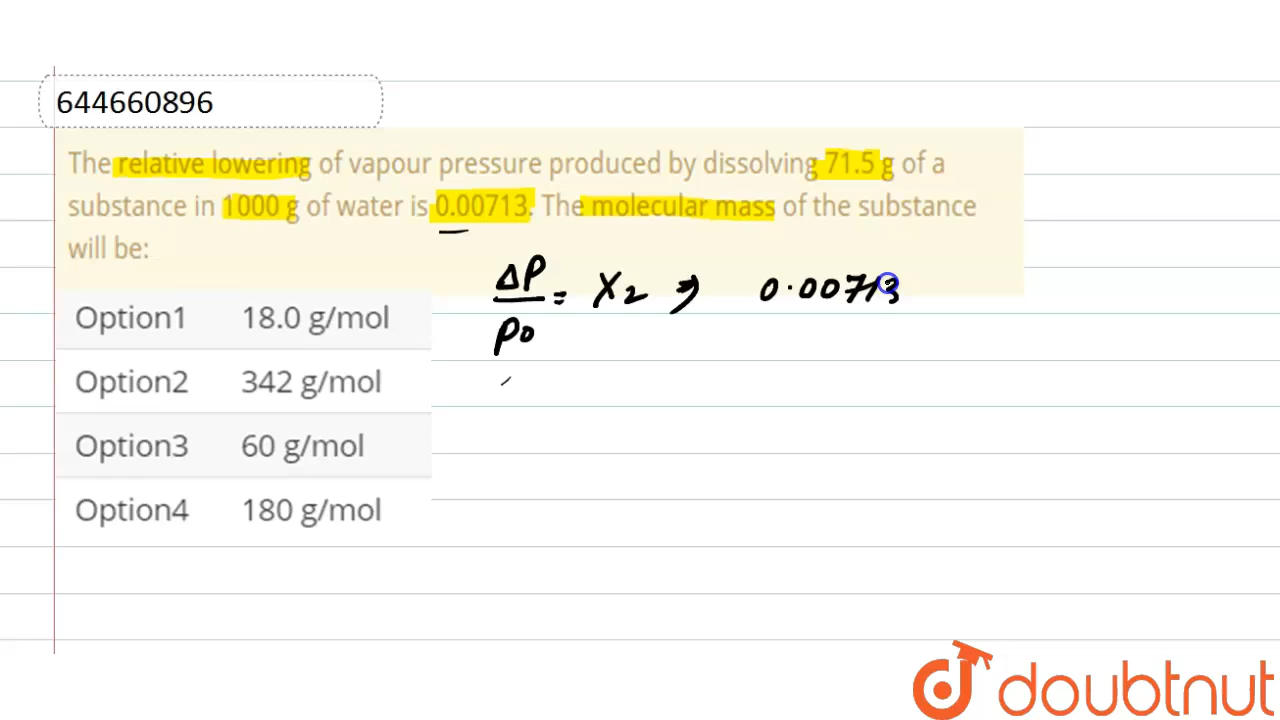 644660896
The relative lowering of vapour pressure produced by dissolving 71.5 g of a
substance in 1000 g of water is 0.00713. The molecular mass of the substance
will be:
ΔP/P0 = X2 ⇒ 0.00713
Option1 18.0 g/mol
Option2 342 g/mol
Option3 60 g/mol
Option4 180 g/mol
doubtnut